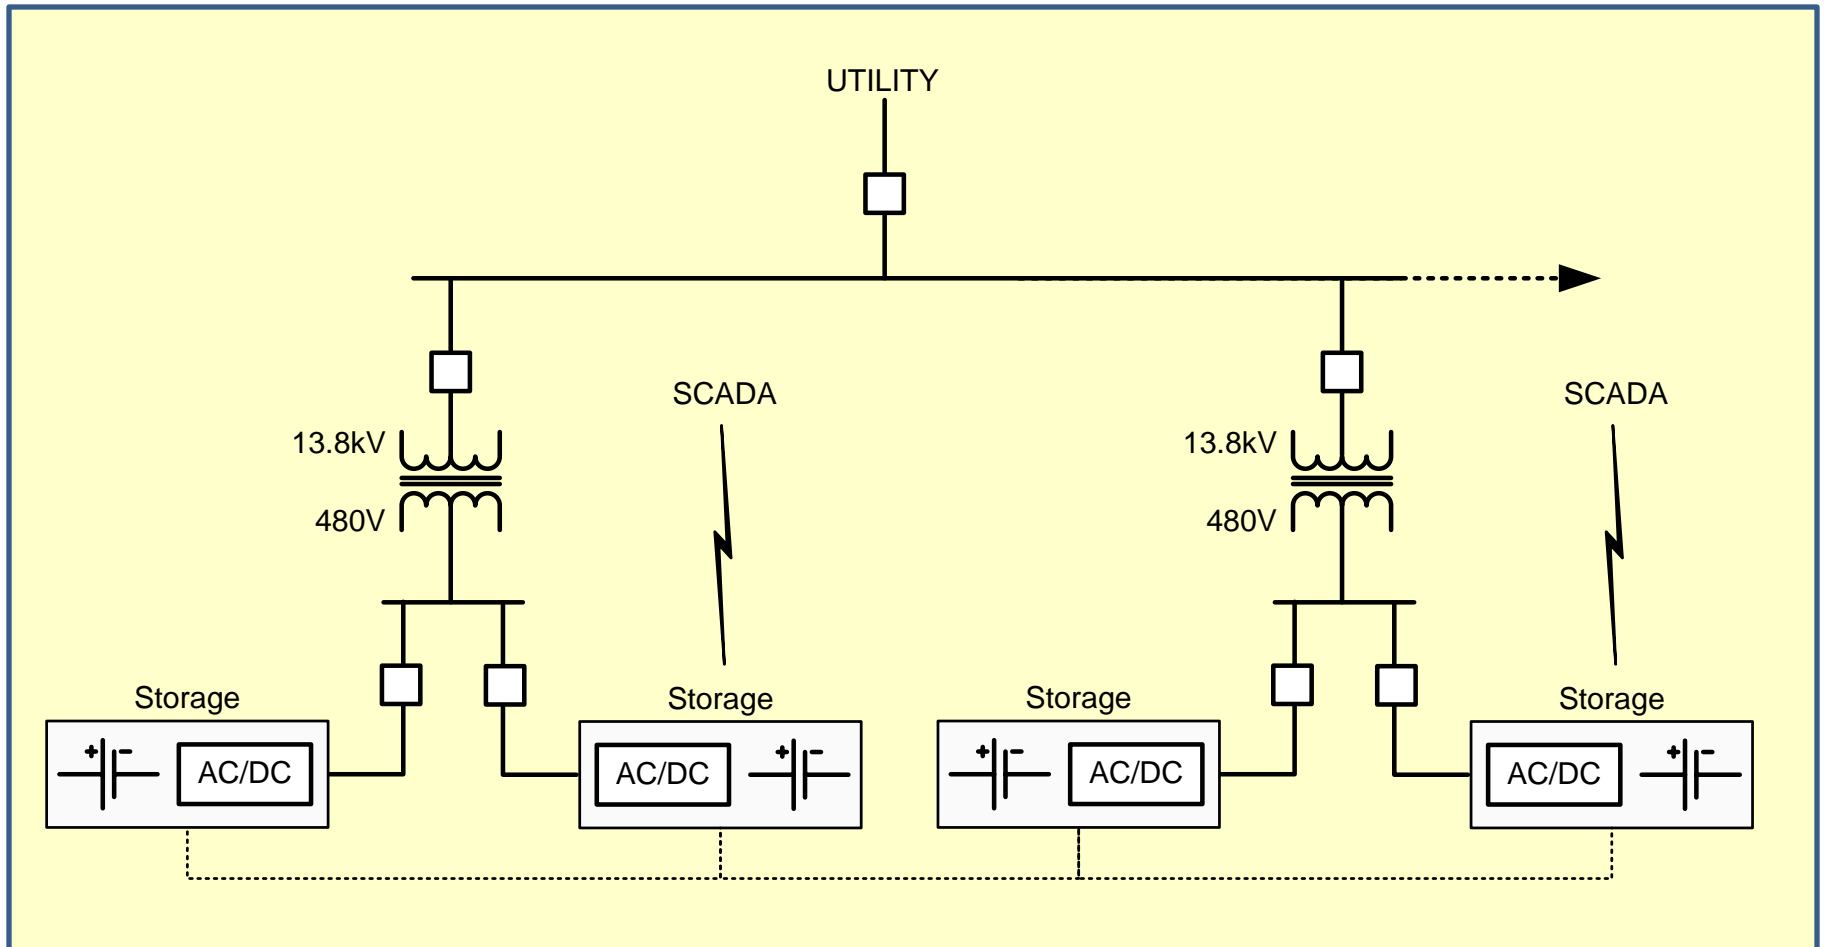 UTILITY
SCADA
SCADA
13.8kV
13.8kV
480V
480V
Storage
Storage
Storage
Storage
+ -
AC/DC
AC/DC
+ -
+ -
AC/DC
AC/DC
+ -